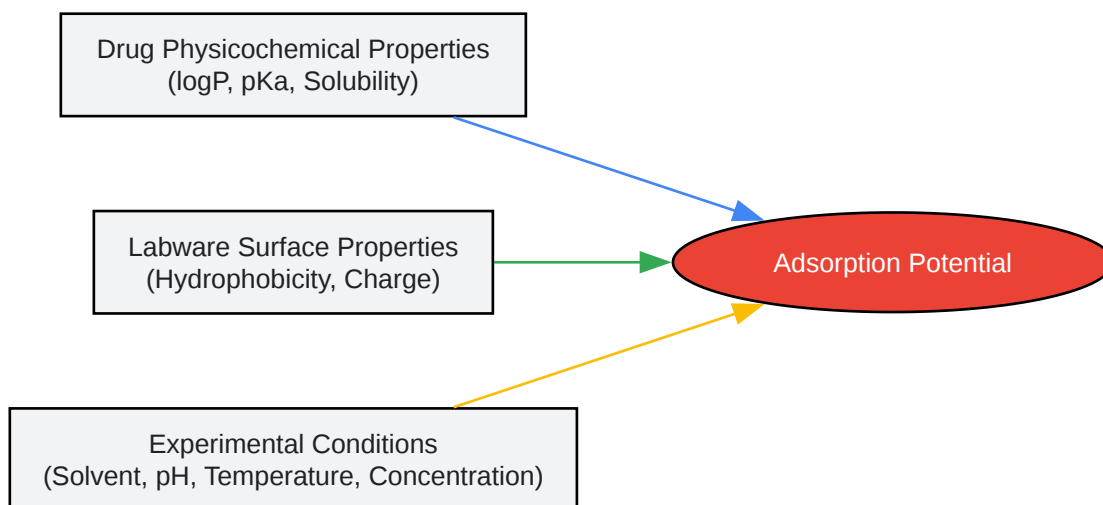 Drug Physicochemical Properties
(logP, pKa, Solubility)
Labware Surface Properties
(Hydrophobicity, Charge)
Adsorption Potential
Experimental Conditions
(Solvent, pH, Temperature, Concentration)